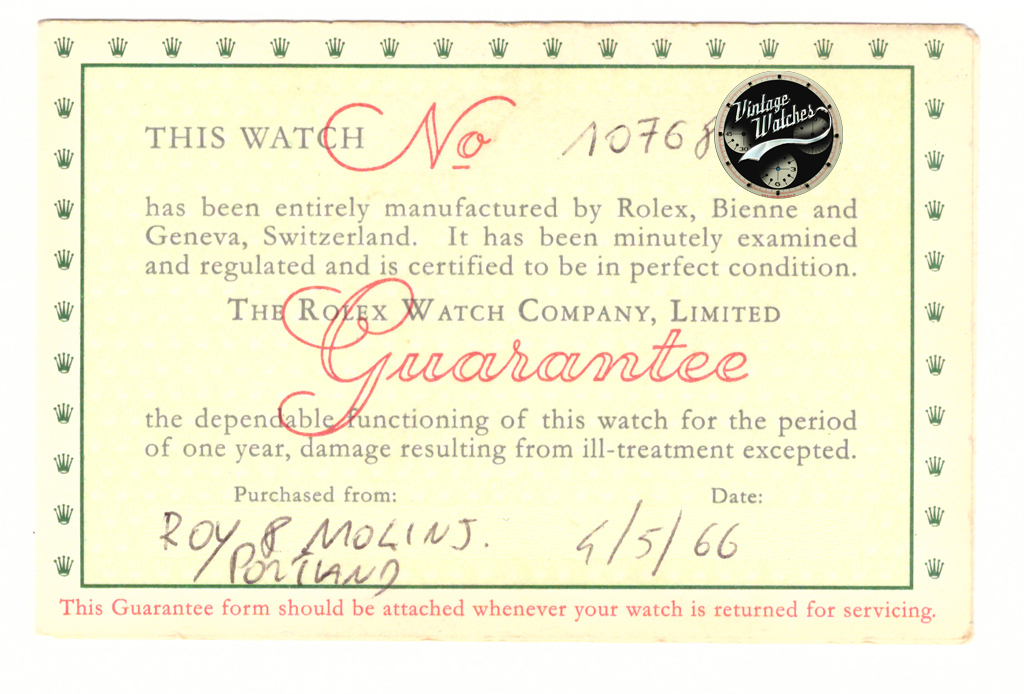 THIS WATCH No 10768
Vintage Watches
has been entirely manufactured by Rolex, Bienne and
Geneva, Switzerland. It has been minutely examined
and regulated and is certified to be in perfect condition.
THE ROLEX WATCH COMPANY, LIMITED
Guarantee
the dependable functioning of this watch for the period
of one year, damage resulting from ill-treatment excepted.
Purchased from: Date:
ROY & MOLINJ. 4/5/66
PORTLAND
This Guarantee form should be attached whenever your watch is returned for servicing.